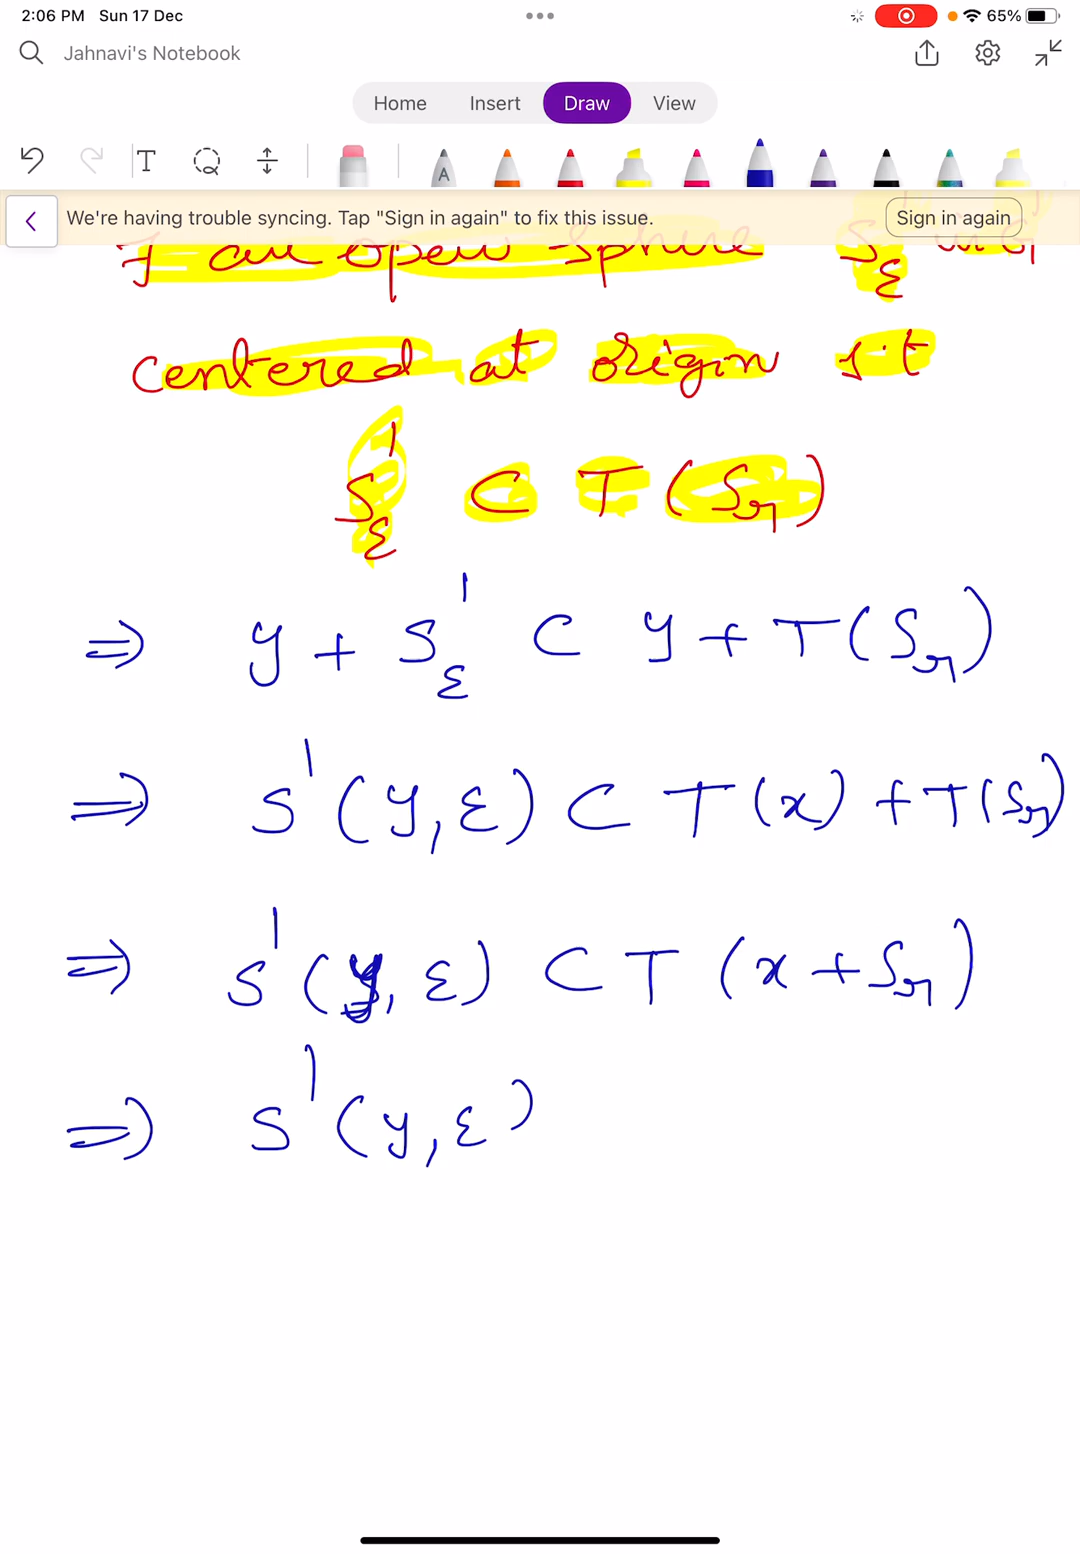 2:06 PM Sun 17 Dec
65%
Jahnavi's Notebook
Home Insert Draw View
T A
We're having trouble syncing. Tap "Sign in again" to fix this issue. Sign in again
∃ an open sphere S'ε in
centered at origin s.t
S'ε ⊂ T (Sr)
⇒ y + S'ε ⊂ y + T (Sr)
⇒ S' (y, ε) ⊂ T (x) + T (Sr)
⇒ S' (y, ε) ⊂ T (x + Sr)
⇒ S' (y, ε)